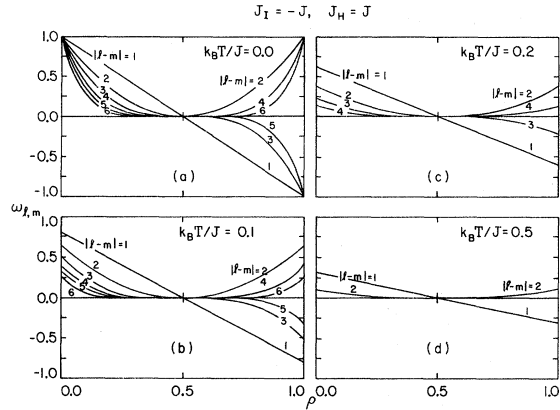 J_I = -J, J_H = J
1.0
|ℓ-m|=1
k_BT/J = 0.0
2
3
4
5
6
|ℓ-m|=2
4
6
5
3
1
0.5
0.0
-0.5
-1.0
(a)
|ℓ-m|=1
k_BT/J = 0.2
2
3
4
|ℓ-m|=2
4
3
1
(c)
ω_ℓ,m
|ℓ-m|=1
k_BT/J = 0.1
2
3
4
5
6
|ℓ-m|=2
4
6
5
3
1
0.5
0.0
-0.5
-1.0
(b)
k_BT/J = 0.5
|ℓ-m|=1
2
|ℓ-m|=2
1
(d)
0.0 0.5 1.0 0.0 0.5 1.0
ρ